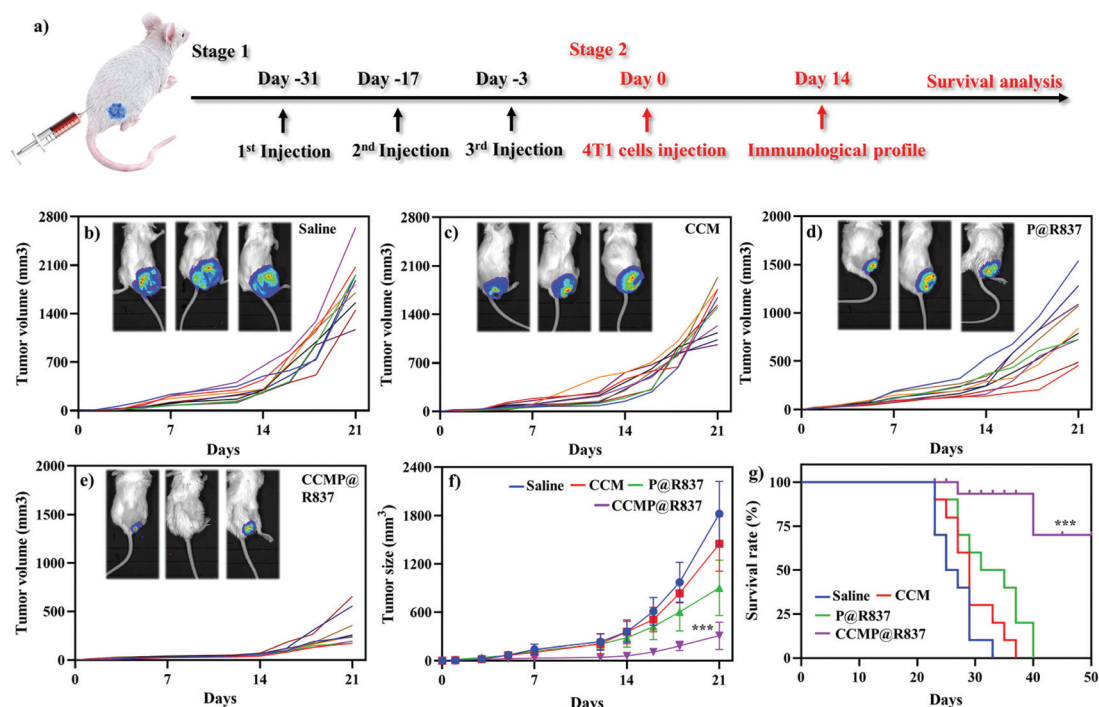 a)
Stage 1
Stage 2
Day -31
Day -17
Day -3
Day 0
Day 14
Survival analysis
1st Injection
2nd Injection
3rd Injection
4T1 cells injection
Immunological profile
b)
Saline
Tumor volume (mm3)
2800
2100
1400
700
0
0
7
14
21
Days
c)
CCM
Tumor volume (mm3)
2800
2100
1400
700
0
0
7
14
21
Days
d)
P@R837
Tumor volume (mm3)
2000
1500
1000
500
0
0
7
14
21
Days
e)
CCMP@
R837
Tumor volume (mm3)
2000
1500
1000
500
0
0
7
14
21
Days
f)
Saline
CCM
P@R837
CCMP@R837
Tumor size (mm3)
2400
1800
1200
600
0
***
0
7
14
21
Days
g)
Survival rate (%)
100
75
50
25
0
***
Saline
CCM
P@R837
CCMP@R837
0
10
20
30
40
50
Days